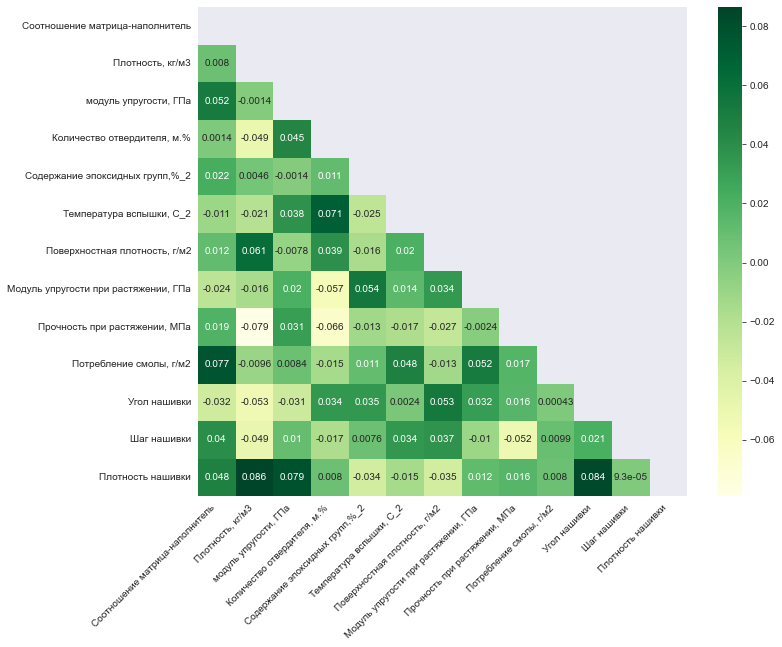 Соотношение матрица-наполнитель
Плотность, кг/м3
0.008
модуль упругости, ГПа
0.052 -0.0014
Количество отвердителя, м.%
0.0014 -0.049 0.045
Содержание эпоксидных групп,%_2
0.022 0.0046 -0.0014 0.011
Температура вспышки, С_2
-0.011 -0.021 0.038 0.071 -0.025
Поверхностная плотность, г/м2
0.012 0.061 -0.0078 0.039 -0.016 0.02
Модуль упругости при растяжении, ГПа
-0.024 -0.016 0.02 -0.057 0.054 0.014 0.034
Прочность при растяжении, МПа
0.019 -0.079 0.031 -0.066 -0.013 -0.017 -0.027 -0.0024
Потребление смолы, г/м2
0.077 -0.0096 0.0084 -0.015 0.011 0.048 -0.013 0.052 0.017
Угол нашивки
-0.032 -0.053 -0.031 0.034 0.035 0.0024 0.053 0.032 0.016 0.00043
Шаг нашивки
0.04 -0.049 0.01 -0.017 0.0076 0.034 0.037 -0.01 -0.052 0.0099 0.021
Плотность нашивки
0.048 0.086 0.079 0.008 -0.034 -0.015 -0.035 0.012 0.016 0.008 0.084 9.3e-05
Соотношение матрица-наполнитель
Плотность, кг/м3
модуль упругости, ГПа
Количество отвердителя, м.%
Содержание эпоксидных групп,%_2
Температура вспышки, С_2
Поверхностная плотность, г/м2
Модуль упругости при растяжении, ГПа
Прочность при растяжении, МПа
Потребление смолы, г/м2
Угол нашивки
Шаг нашивки
Плотность нашивки
0.08
0.06
0.04
0.02
0.00
−0.02
−0.04
−0.06